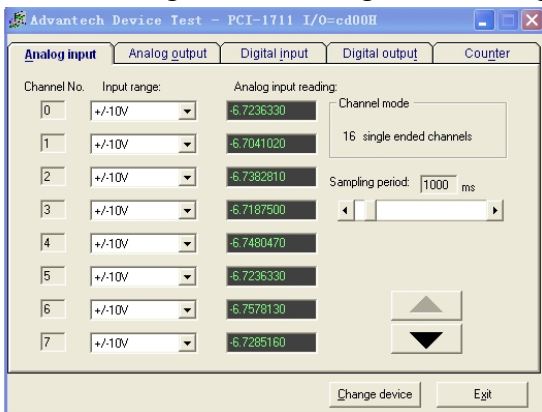 Advantech Device Test - PCI-1711 I/O=cd00H
Analog input Analog output Digital input Digital output Counter
Channel No. Input range: Analog input reading:
Channel mode
0 +/-10V -6.7236330
16 single ended channels
1 +/-10V -6.7041020
2 +/-10V -6.7382810
Sampling period: 1000 ms
3 +/-10V -6.7187500
4 +/-10V -6.7480470
5 +/-10V -6.7236330
6 +/-10V -6.7578130
7 +/-10V -6.7285160
Change device Exit